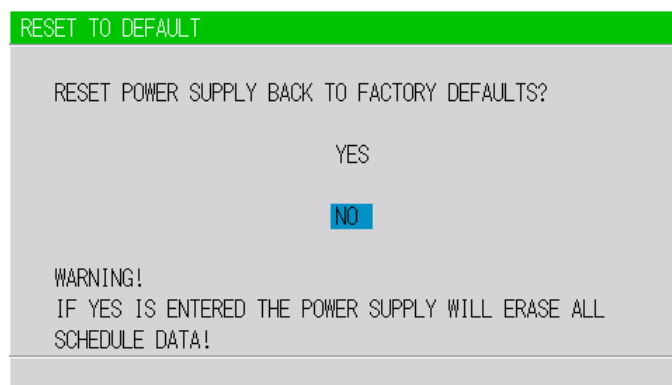 RESET TO DEFAULT
RESET POWER SUPPLY BACK TO FACTORY DEFAULTS?
YES
NO
WARNING!
IF YES IS ENTERED THE POWER SUPPLY WILL ERASE ALL
SCHEDULE DATA!